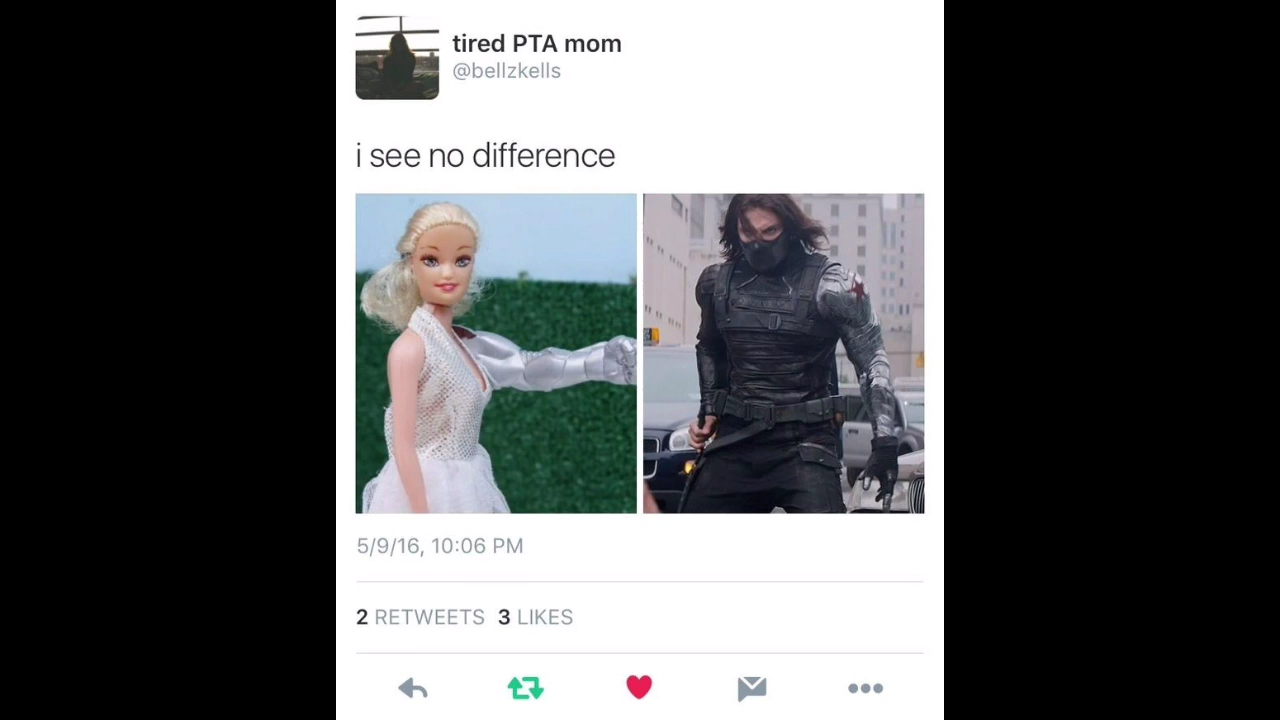 tired PTA mom
@bellzkells
i see no difference
5/9/16, 10:06 PM
2 RETWEETS 3 LIKES